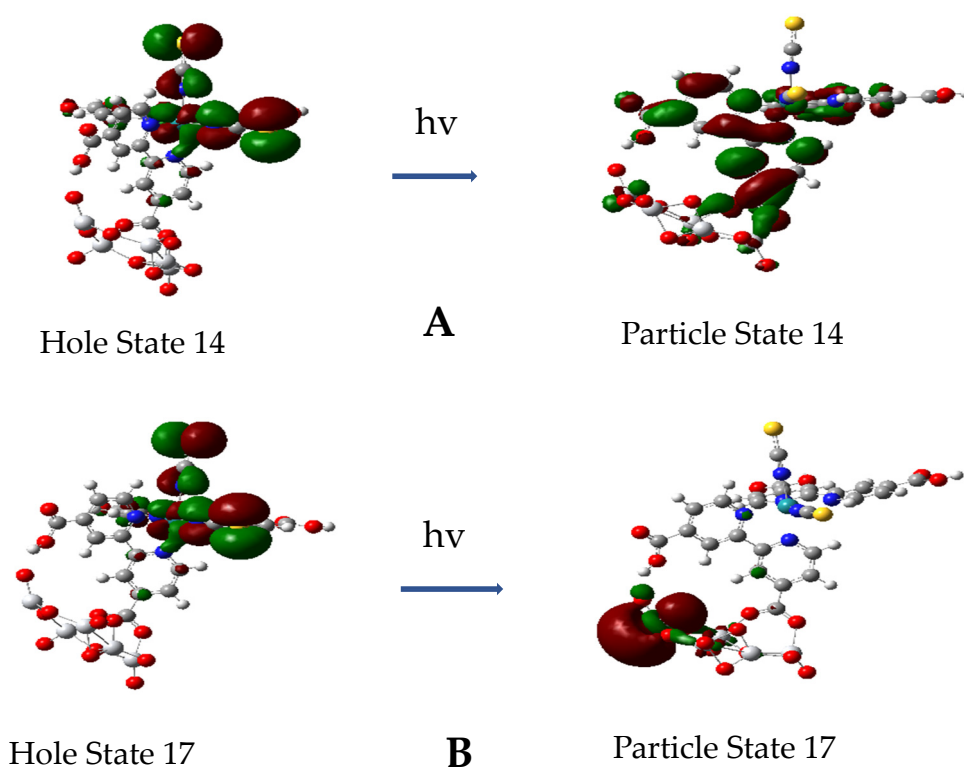 hv
Hole State 14
A
Particle State 14
hv
Hole State 17
B
Particle State 17